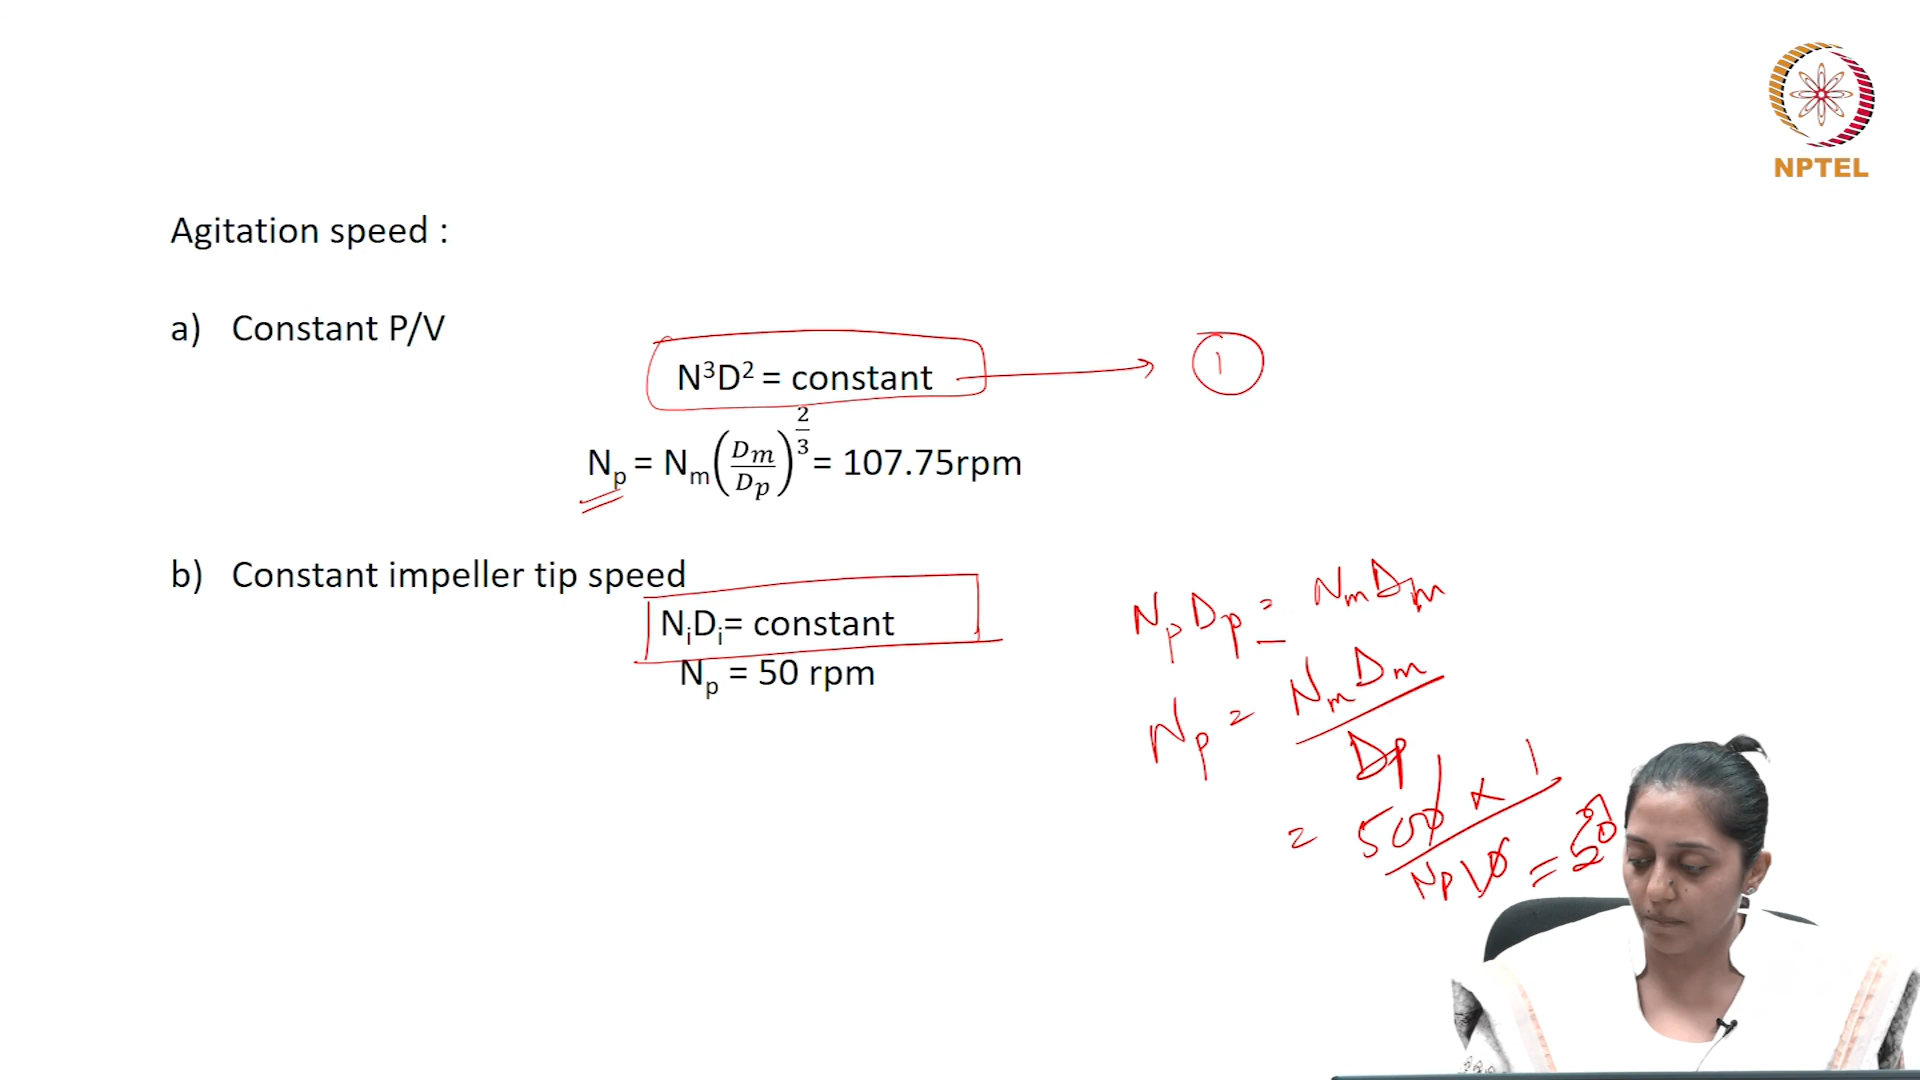 NPTEL
Agitation speed :
a) Constant P/V
N³D² = constant
1
Nₚ = Nₘ(Dₘ/Dₚ)^(2/3) = 107.75rpm
b) Constant impeller tip speed
NᵢDᵢ= constant
Nₚ = 50 rpm
NₚDₚ = NₘDₘ
Nₚ = NₘDₘ/Dₚ
= 500 × 1
10 = 50